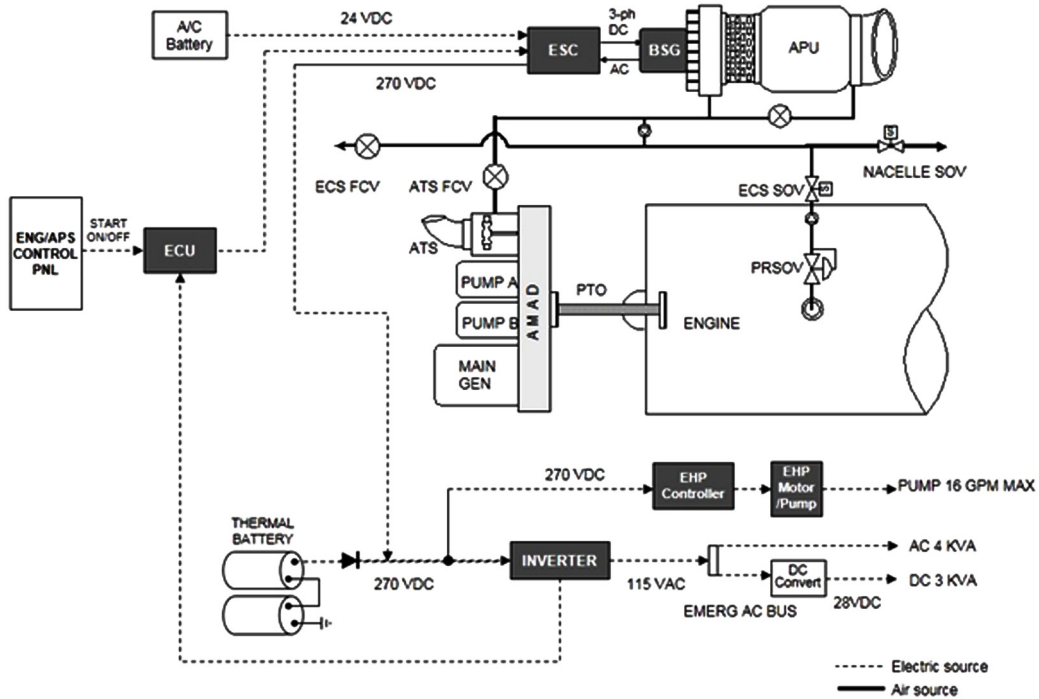 A/C
Battery
24 VDC
ESC
3-ph
DC
AC
BSG
APU
270 VDC
ECS FCV
ATS FCV
NACELLE SOV
ECS SOV
S
S
ENG/APS
CONTROL
PNL
START
ON/OFF
ECU
ATS
PUMP A
PUMP B
MAIN
GEN
AMAD
PTO
ENGINE
PRSOV
270 VDC
EHP
Controller
EHP
Motor
/Pump
PUMP 16 GPM MAX
THERMAL
BATTERY
270 VDC
INVERTER
115 VAC
EMERG AC BUS
DC
Convert
28VDC
AC 4 KVA
DC 3 KVA
Electric source
Air source